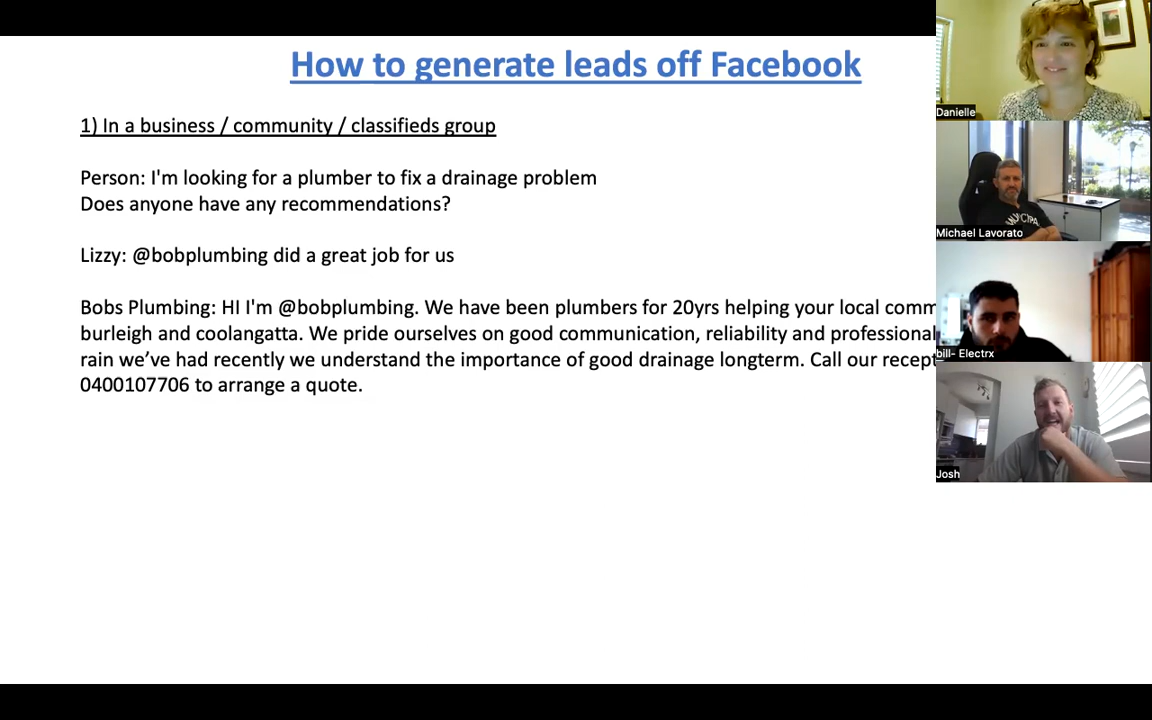 How to generate leads off Facebook
1) In a business / community / classifieds group
Person: I'm looking for a plumber to fix a drainage problem
Does anyone have any recommendations?
Lizzy: @bobplumbing did a great job for us
Bobs Plumbing: HI I'm @bobplumbing. We have been plumbers for 20yrs helping your local comm
burleigh and coolangatta. We pride ourselves on good communication, reliability and professional
rain we’ve had recently we understand the importance of good drainage longterm. Call our recept
0400107706 to arrange a quote.
Danielle
Michael Lavorato
bill- Electrx
Josh